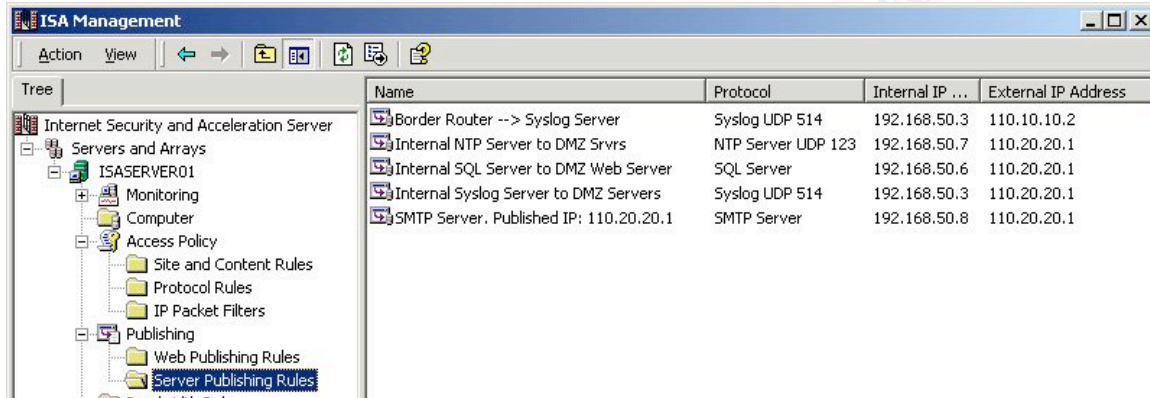 ISA Management
Action View
Tree
Internet Security and Acceleration Server
Servers and Arrays
ISASERVER01
Monitoring
Computer
Access Policy
Site and Content Rules
Protocol Rules
IP Packet Filters
Publishing
Web Publishing Rules
Server Publishing Rules
Name Protocol Internal IP ... External IP Address
Border Router --> Syslog Server Syslog UDP 514 192.168.50.3 110.10.10.2
Internal NTP Server to DMZ Srvrs NTP Server UDP 123 192.168.50.7 110.20.20.1
Internal SQL Server to DMZ Web Server SQL Server 192.168.50.6 110.20.20.1
Internal Syslog Server to DMZ Servers Syslog UDP 514 192.168.50.3 110.20.20.1
SMTP Server. Published IP: 110.20.20.1 SMTP Server 192.168.50.8 110.20.20.1